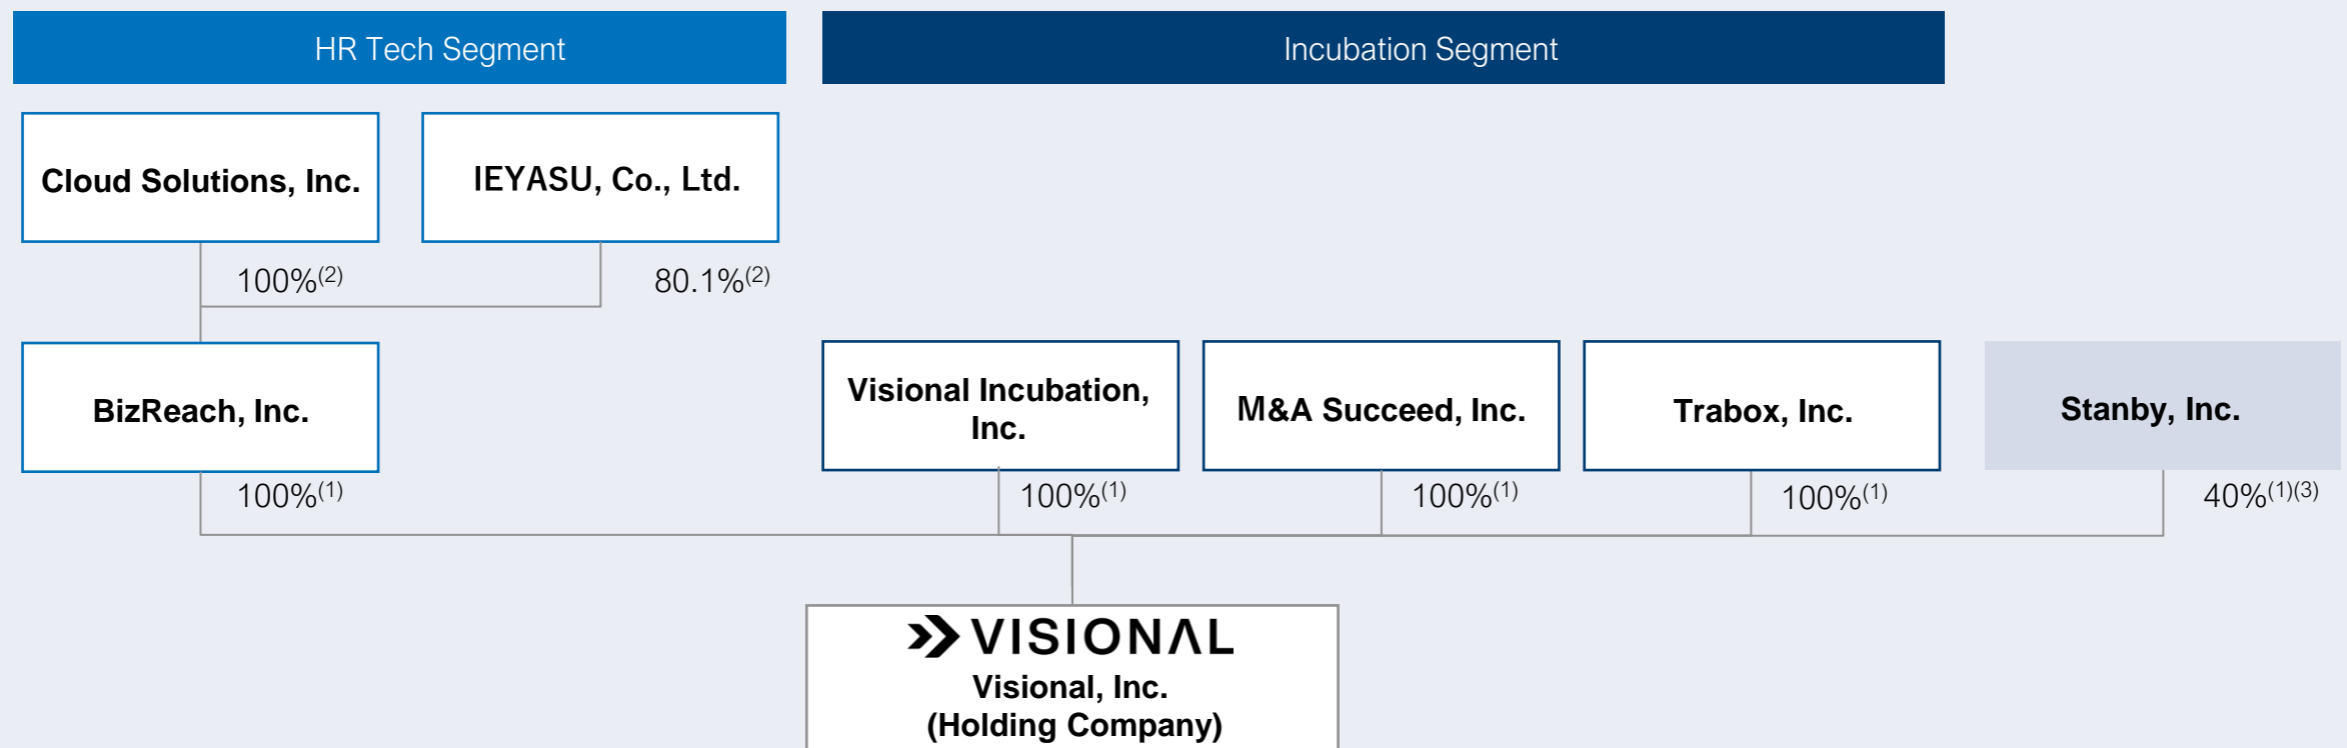 HR Tech Segment
Incubation Segment
Cloud Solutions, Inc.
IEYASU, Co., Ltd.
100%(2)
80.1%(2)
BizReach, Inc.
Visional Incubation,
Inc.
M&A Succeed, Inc.
Trabox, Inc.
Stanby, Inc.
100%(1)
100%(1)
100%(1)
100%(1)
40%(1)(3)
VISIONAL
Visional, Inc.
(Holding Company)